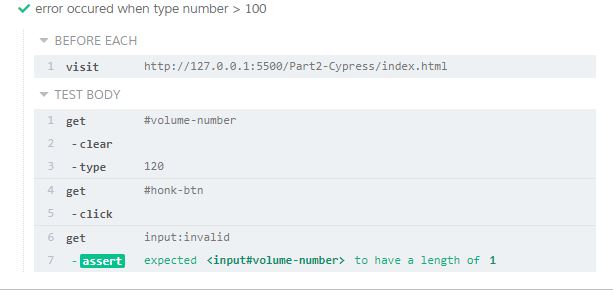 error occured when type number > 100
BEFORE EACH
1 visit http://127.0.0.1:5500/Part2-Cypress/index.html
TEST BODY
1 get #volume-number
2 -clear
3 -type 120
4 get #honk-btn
5 -click
6 get input:invalid
7 -assert expected <input#volume-number> to have a length of 1